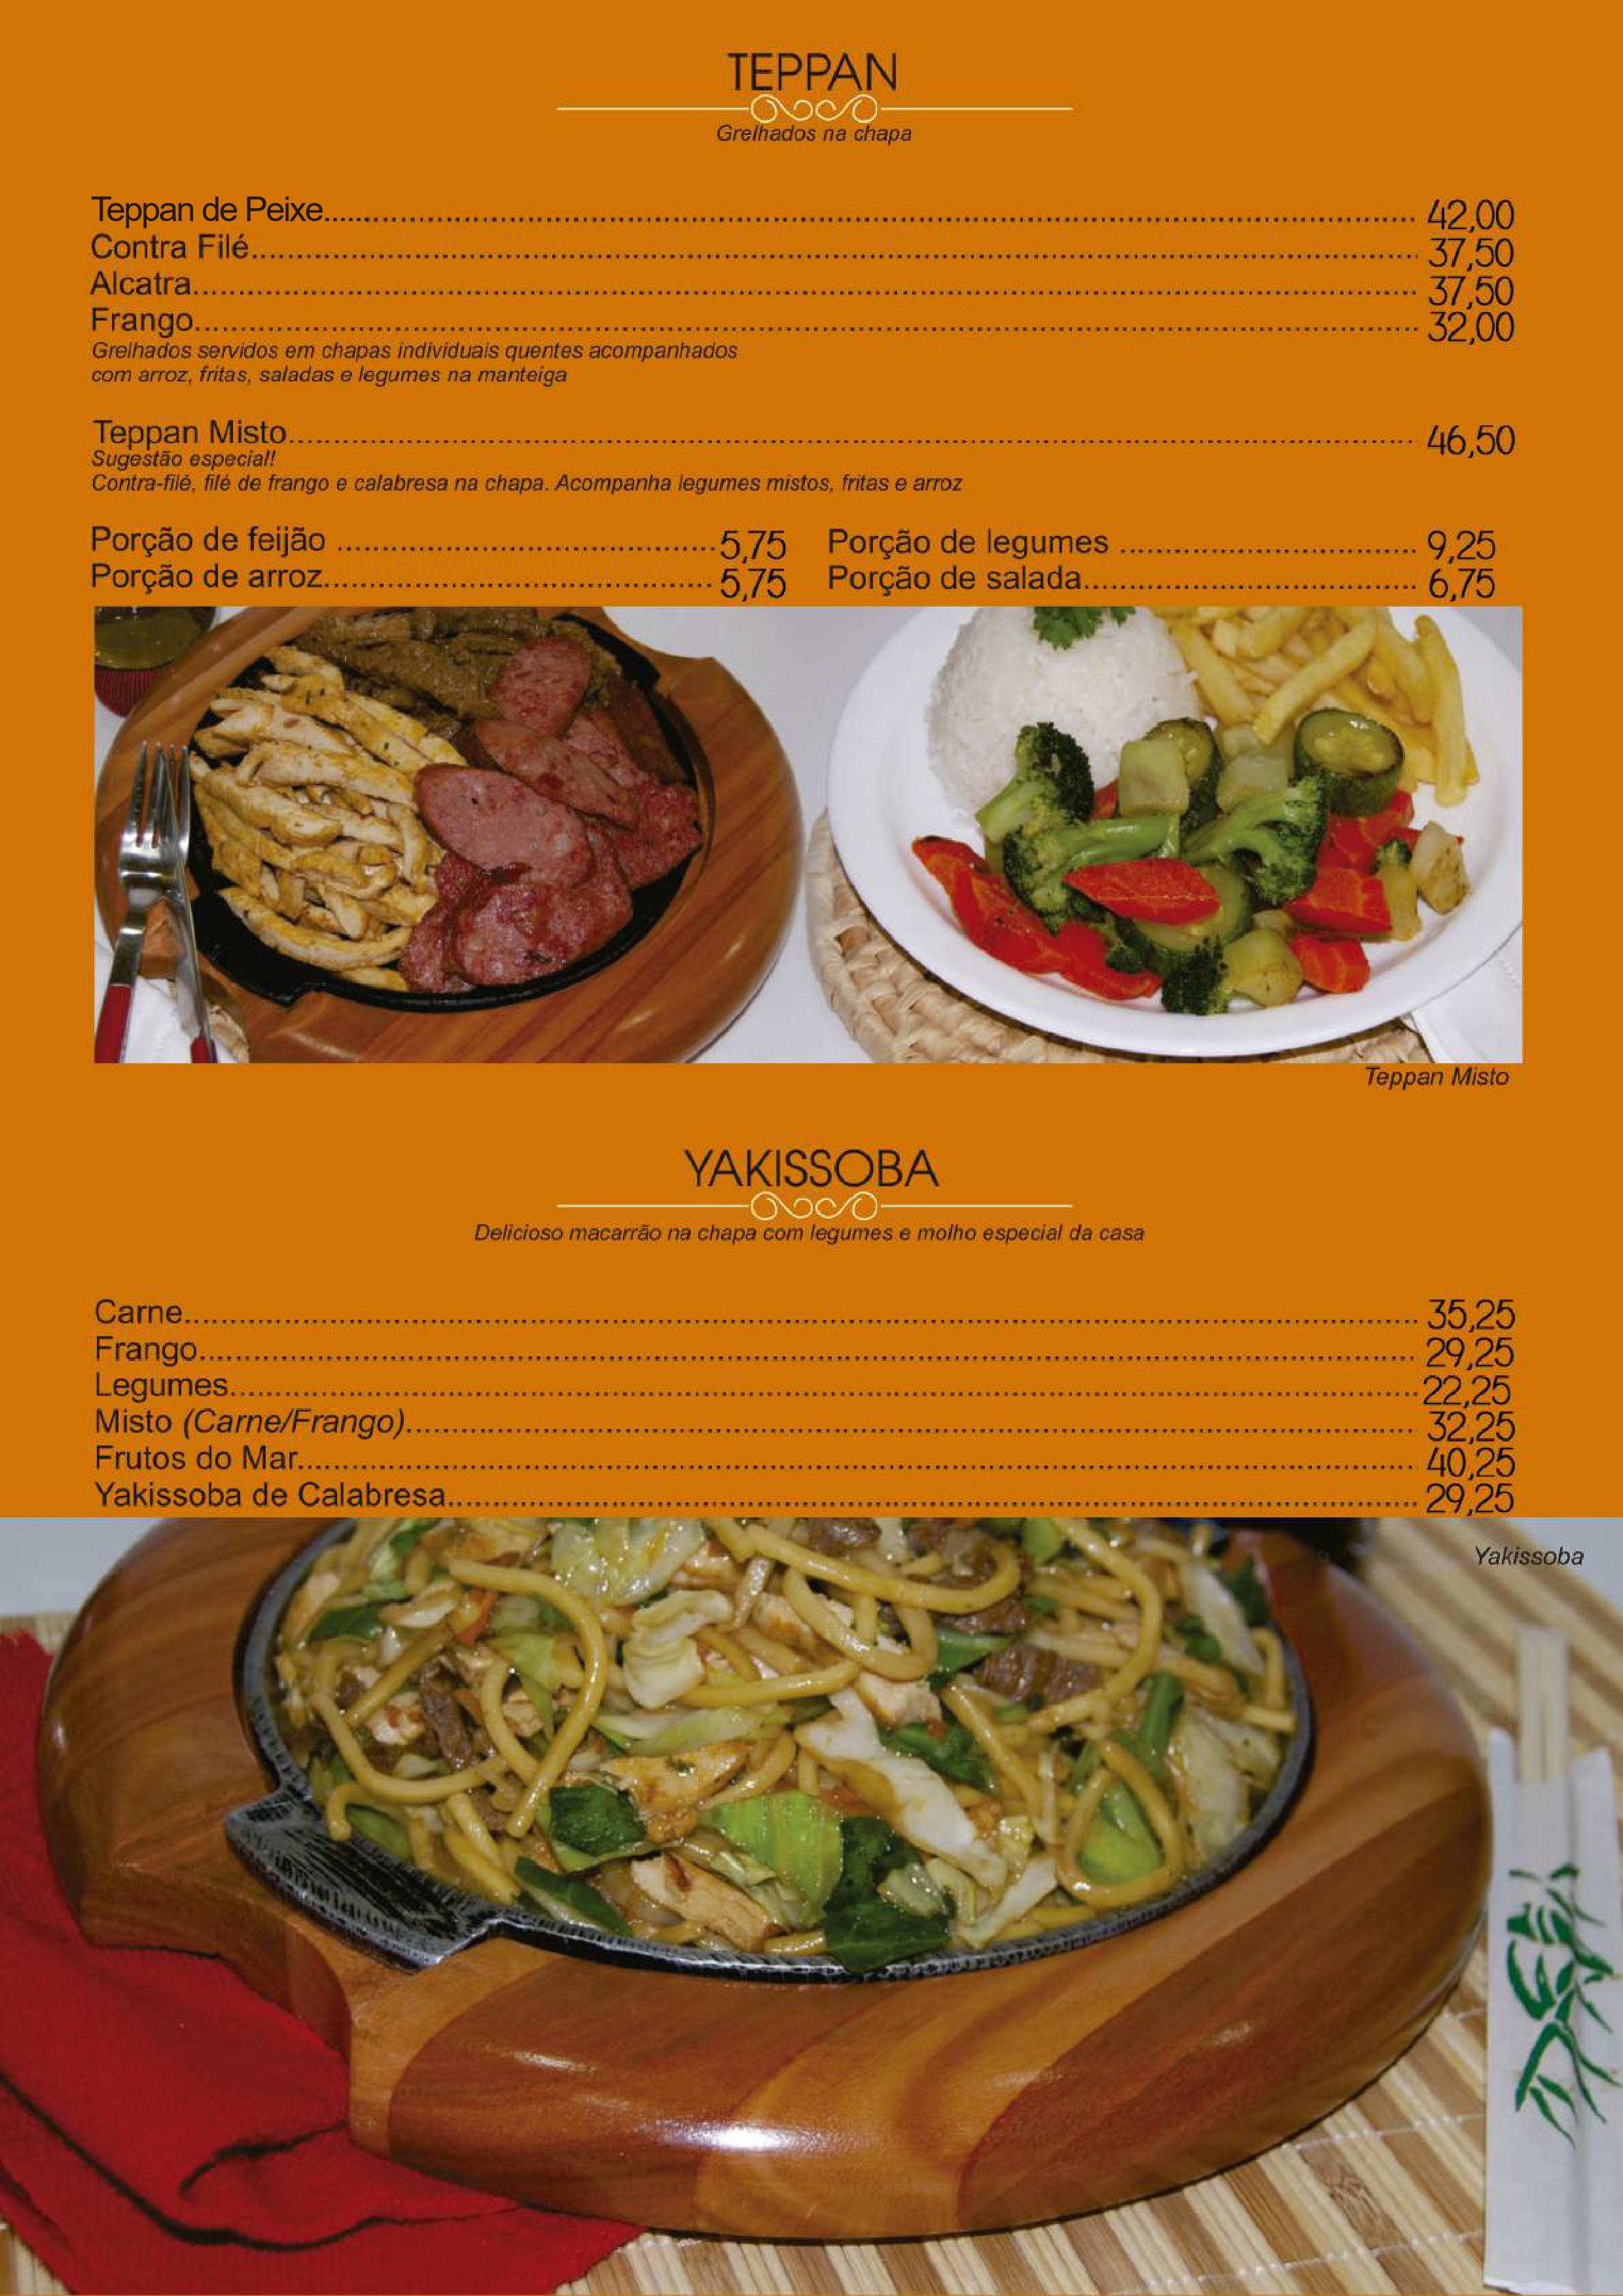 TEPPAN
Grelhados na chapa
Teppan de Peixe 42,00
Contra Filé 37,50
Alcatra 37,50
Frango 32,00
Grelhados servidos em chapas individuais quentes acompanhados
com arroz, fritas, saladas e legumes na manteiga
Teppan Misto 46,50
Sugestão especial!
Contra-filé, filé de frango e calabresa na chapa. Acompanha legumes mistos, fritas e arroz
Porção de feijão 5,75 Porção de legumes 9,25
Porção de arroz 5,75 Porção de salada 6,75
Teppan Misto
YAKISSOBA
Delicioso macarrão na chapa com legumes e molho especial da casa
Carne 35,25
Frango 29,25
Legumes 22,25
Misto (Carne/Frango) 32,25
Frutos do Mar 40,25
Yakissoba de Calabresa 29,25
Yakissoba